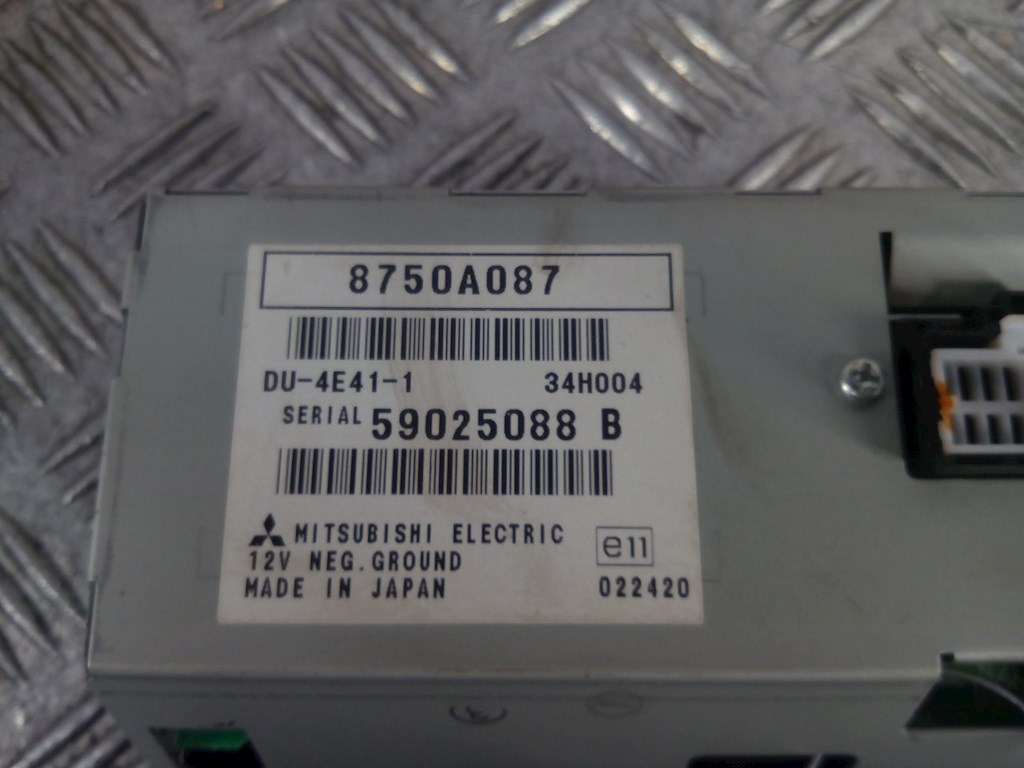 8750A087
DU-4E41-1 34H004
SERIAL 59025088 B
MITSUBISHI ELECTRIC
12V NEG.GROUND
e11
MADE IN JAPAN 022420